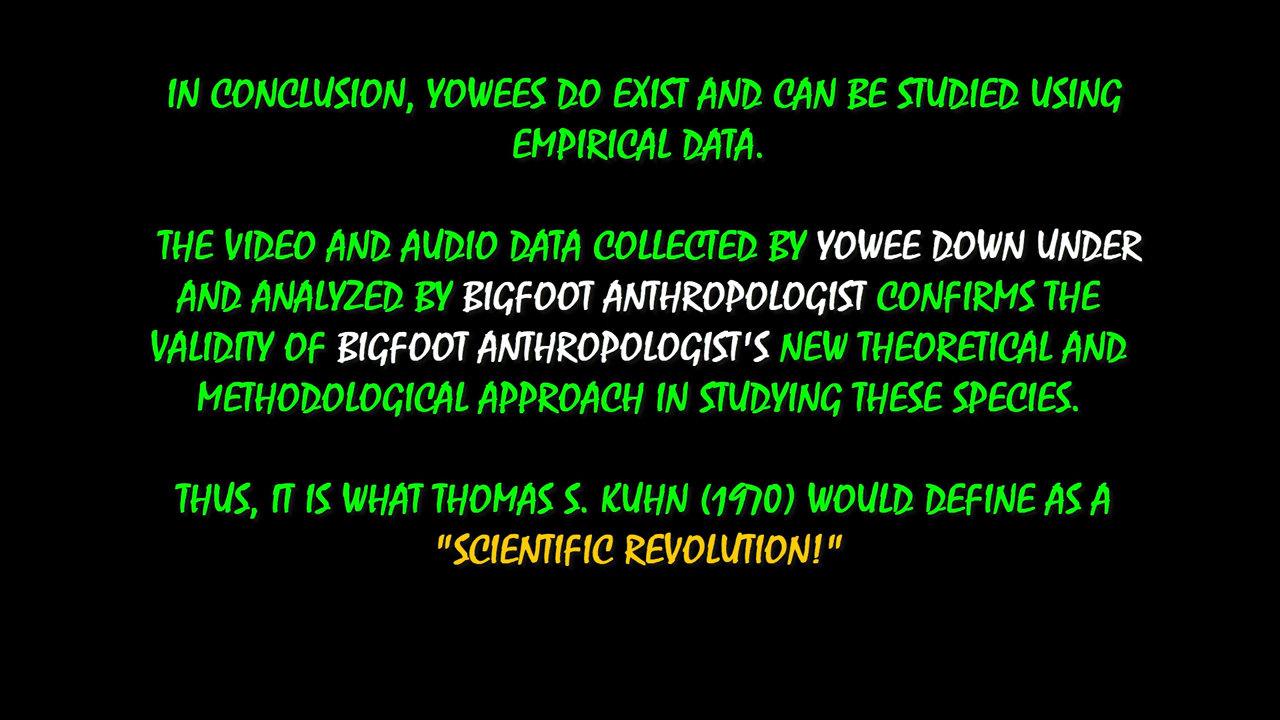 IN CONCLUSION, YOWEES DO EXIST AND CAN BE STUDIED USING
EMPIRICAL DATA.
THE VIDEO AND AUDIO DATA COLLECTED BY YOWEE DOWN UNDER
AND ANALYZED BY BIGFOOT ANTHROPOLOGIST CONFIRMS THE
VALIDITY OF BIGFOOT ANTHROPOLOGIST'S NEW THEORETICAL AND
METHODOLOGICAL APPROACH IN STUDYING THESE SPECIES.
THUS, IT IS WHAT THOMAS S. KUHN (1970) WOULD DEFINE AS A
"SCIENTIFIC REVOLUTION!"